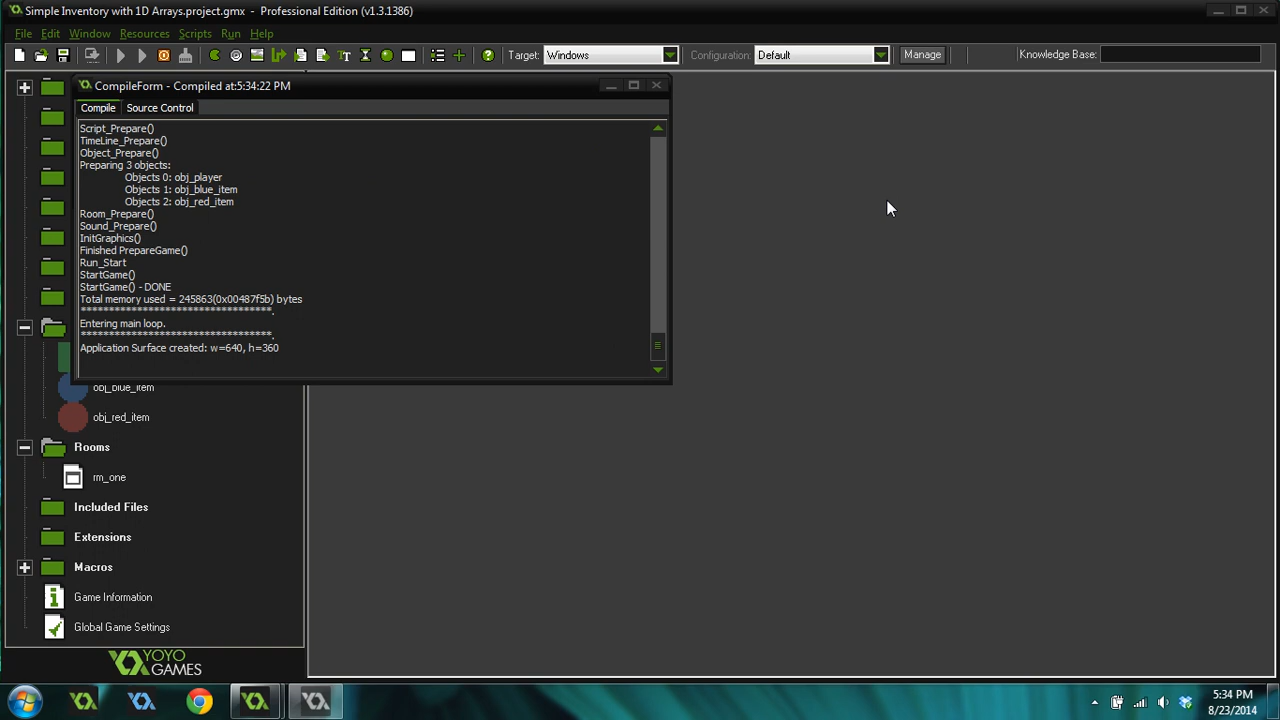 Simple Inventory with 1D Arrays.project.gmx - Professional Edition (v1.3.1386)
File Edit Window Resources Scripts Run Help
Target: Windows Configuration: Default Manage Knowledge Base:
CompileForm - Compiled at:5:34:22 PM
Compile Source Control
Script_Prepare()
TimeLine_Prepare()
Object_Prepare()
Preparing 3 objects:
Objects 0: obj_player
Objects 1: obj_blue_item
Objects 2: obj_red_item
Room_Prepare()
Sound_Prepare()
InitGraphics()
Finished PrepareGame()
Run_Start
StartGame()
StartGame() - DONE
Total memory used = 245863(0x00487f5b) bytes
**********************************.
Entering main loop.
**********************************.
Application Surface created: w=640, h=360
obj_blue_item
obj_red_item
Rooms
rm_one
Included Files
Extensions
Macros
Game Information
Global Game Settings
YOYO
GAMES
5:34 PM
8/23/2014